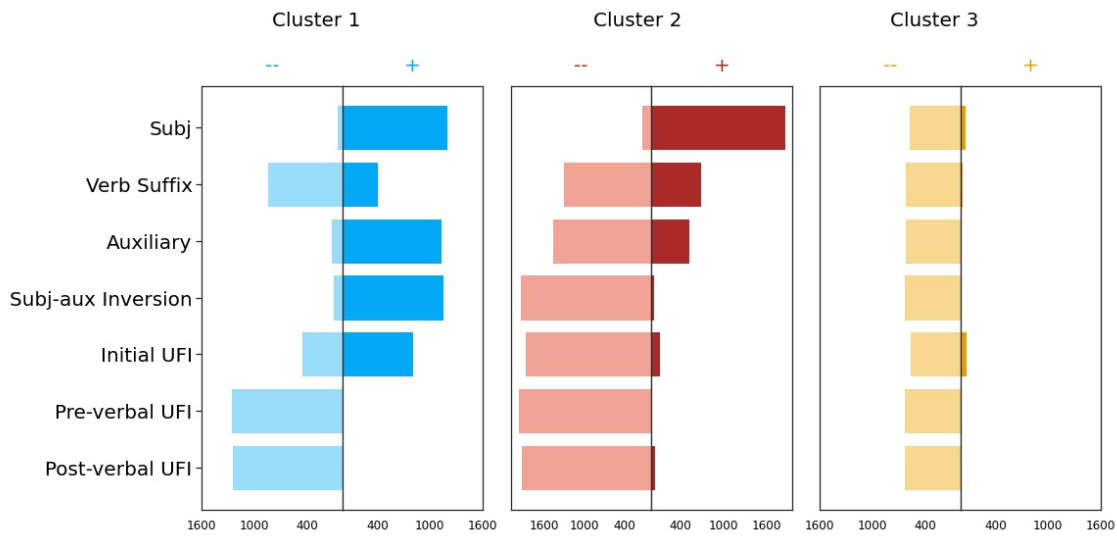 Cluster 1 Cluster 2 Cluster 3
-- + -- + -- +
Subj
Verb Suffix
Auxiliary
Subj-aux Inversion
Initial UFI
Pre-verbal UFI
Post-verbal UFI
1600 1000 400 400 1000 1600 1600 1000 400 400 1000 1600 1600 1000 400 400 1000 1600